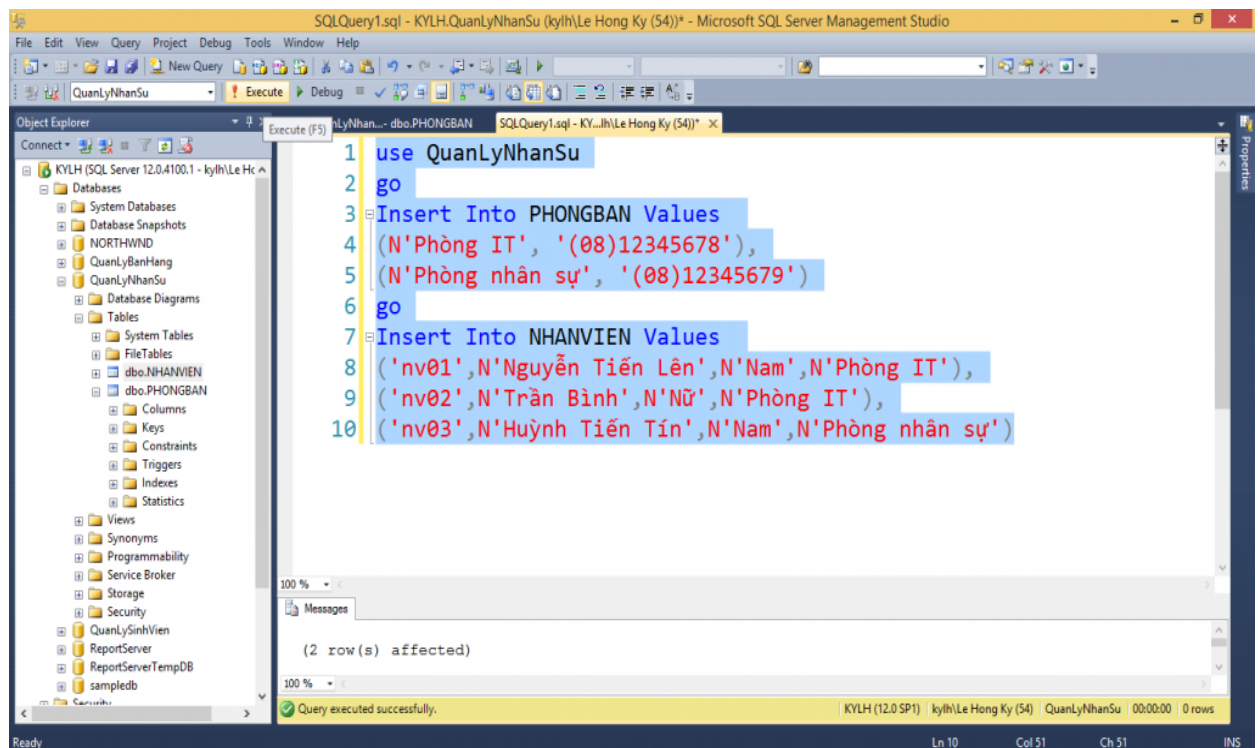 SQLQuery1.sql - KYLH.QuanLyNhanSu (kylh\Le Hong Ky (54))* - Microsoft SQL Server Management Studio
File Edit View Query Project Debug Tools Window Help
New Query
QuanLyNhanSu Execute Debug
Object Explorer
Execute (F5)
LyNhan...- dbo.PHONGBAN SQLQuery1.sql - KY...lh\Le Hong Ky (54))*
Connect
KYLH (SQL Server 12.0.4100.1 - kylh\Le Hc
Databases
System Databases
Database Snapshots
NORTHWND
QuanLyBanHang
QuanLyNhanSu
Database Diagrams
Tables
System Tables
FileTables
dbo.NHANVIEN
dbo.PHONGBAN
Columns
Keys
Constraints
Triggers
Indexes
Statistics
Views
Synonyms
Programmability
Service Broker
Storage
Security
QuanLySinhVien
ReportServer
ReportServerTempDB
sampledb
Security
1 use QuanLyNhanSu
2 go
3 Insert Into PHONGBAN Values
4 (N'Phòng IT', '(08)12345678'),
5 (N'Phòng nhân sự', '(08)12345679')
6 go
7 Insert Into NHANVIEN Values
8 ('nv01',N'Nguyễn Tiến Lên',N'Nam',N'Phòng IT'),
9 ('nv02',N'Trần Bình',N'Nữ',N'Phòng IT'),
10 ('nv03',N'Huỳnh Tiến Tín',N'Nam',N'Phòng nhân sự')
Properties
100 %
Messages
(2 row(s) affected)
100 %
Query executed successfully. KYLH (12.0 SP1) kylh\Le Hong Ky (54) QuanLyNhanSu 00:00:00 0 rows
Ready Ln 10 Col 51 Ch 51 INS